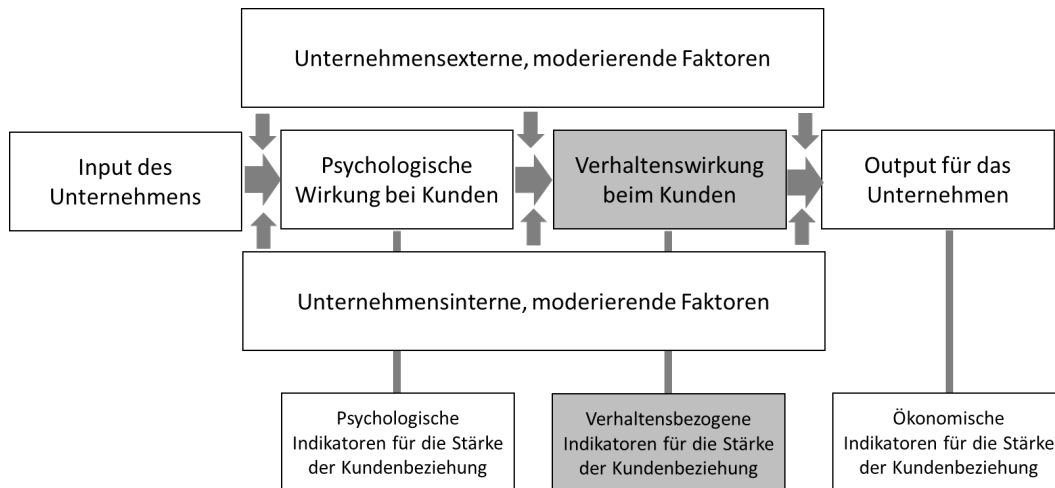 Unternehmensexterne, moderierende Faktoren
Input des
Unternehmens
Psychologische
Wirkung bei Kunden
Verhaltenswirkung
beim Kunden
Output für das
Unternehmen
Unternehmensinterne, moderierende Faktoren
Psychologische
Indikatoren für die Stärke
der Kundenbeziehung
Verhaltensbezogene
Indikatoren für die Stärke
der Kundenbeziehung
Ökonomische
Indikatoren für die Stärke
der Kundenbeziehung